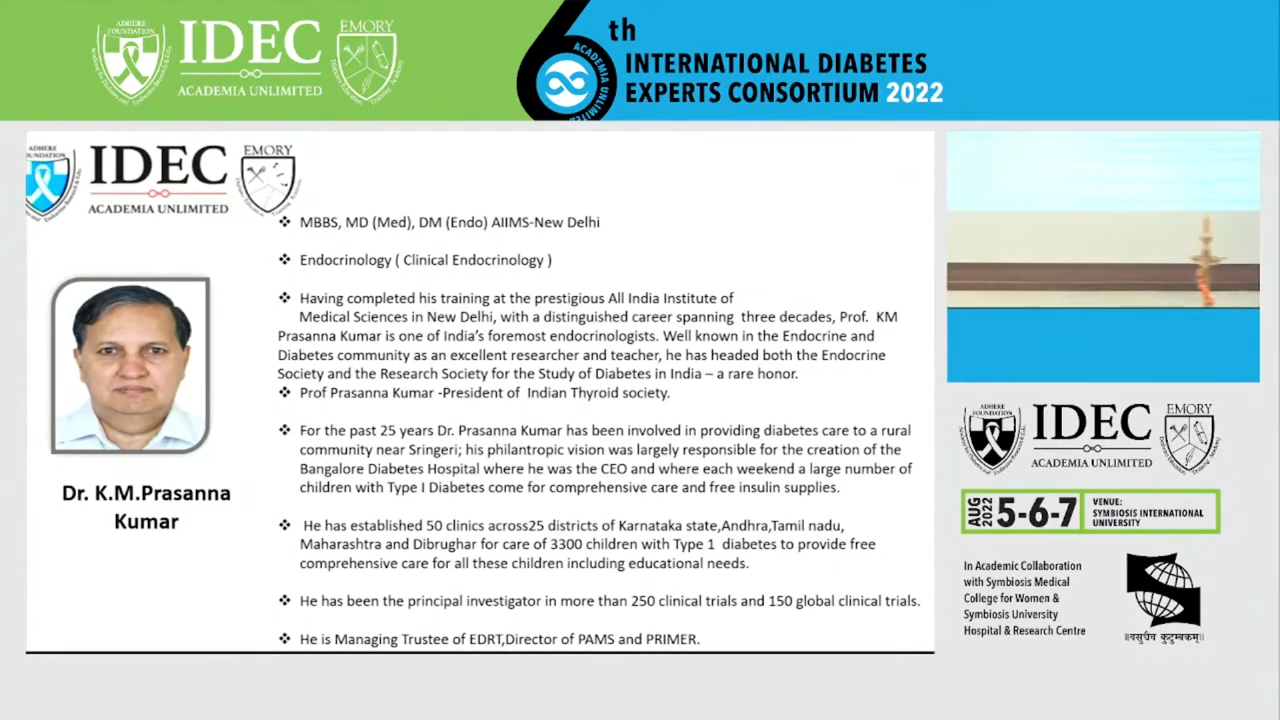 ADHERE
FOUNDATION
IDEC
ACADEMIA UNLIMITED
EMORY
6th
ACADEMIA UNLIMITED
INTERNATIONAL DIABETES
EXPERTS CONSORTIUM 2022
ADHERE
IDEC
ACADEMIA UNLIMITED
EMORY
❖ MBBS, MD (Med), DM (Endo) AIIMS-New Delhi
❖ Endocrinology ( Clinical Endocrinology )
❖ Having completed his training at the prestigious All India Institute of
Medical Sciences in New Delhi, with a distinguished career spanning three decades, Prof. KM
Prasanna Kumar is one of India's foremost endocrinologists. Well known in the Endocrine and
Diabetes community as an excellent researcher and teacher, he has headed both the Endocrine
Society and the Research Society for the Study of Diabetes in India – a rare honor.
❖ Prof Prasanna Kumar -President of Indian Thyroid society.
❖ For the past 25 years Dr. Prasanna Kumar has been involved in providing diabetes care to a rural
community near Sringeri; his philantropic vision was largely responsible for the creation of the
Bangalore Diabetes Hospital where he was the CEO and where each weekend a large number of
children with Type I Diabetes come for comprehensive care and free insulin supplies.
❖ He has established 50 clinics across25 districts of Karnataka state,Andhra,Tamil nadu,
Maharashtra and Dibrughar for care of 3300 children with Type 1 diabetes to provide free
comprehensive care for all these children including educational needs.
❖ He has been the principal investigator in more than 250 clinical trials and 150 global clinical trials.
❖ He is Managing Trustee of EDRT,Director of PAMS and PRIMER.
Dr. K.M.Prasanna
Kumar
ADHERE
FOUNDATION
IDEC
ACADEMIA UNLIMITED
EMORY
AUG 2022
5-6-7
VENUE:
SYMBIOSIS INTERNATIONAL
UNIVERSITY
In Academic Collaboration
with Symbiosis Medical
College for Women &
Symbiosis University
Hospital & Research Centre
॥वसुधैव कुटुम्बकम्॥